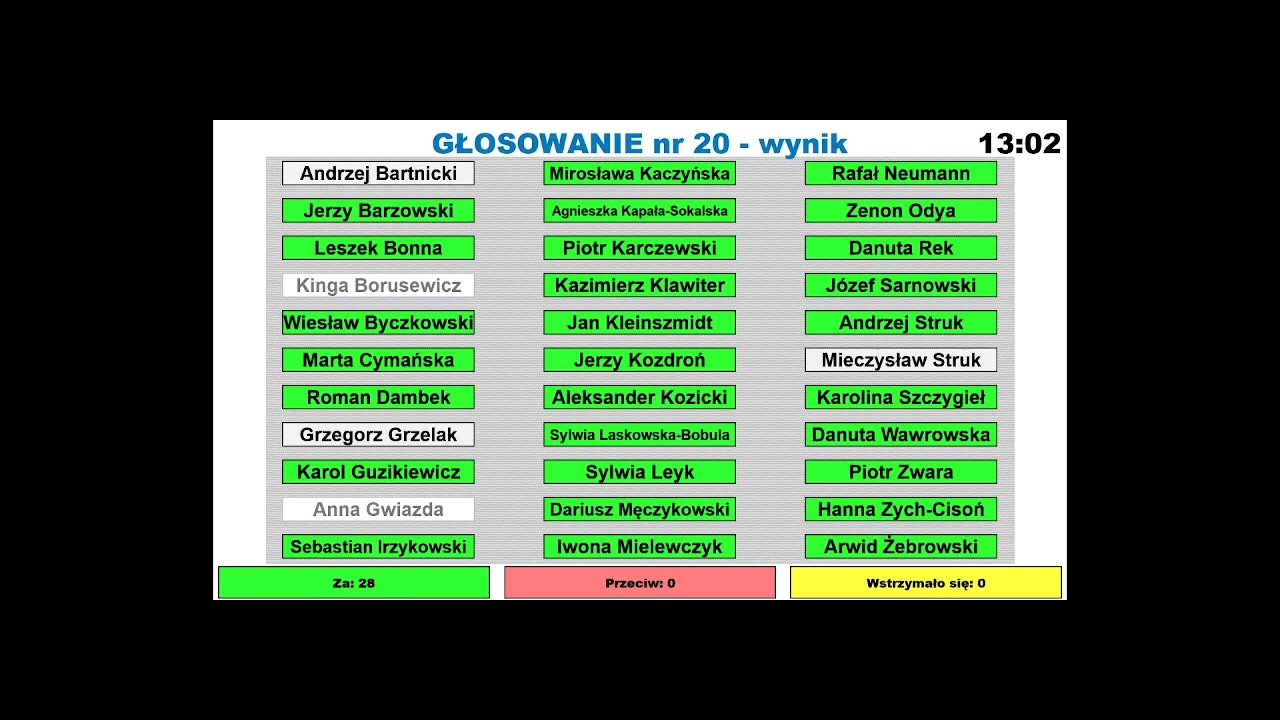 GŁOSOWANIE nr 20 - wynik 13:02
Andrzej Bartnicki Mirosława Kaczyńska Rafał Neumann
Jerzy Barzowski Agnieszka Kapała-Sokalska Zenon Odya
Leszek Bonna Piotr Karczewski Danuta Rek
Kinga Borusewicz Kazimierz Klawiter Józef Sarnowski
Wiesław Byczkowski Jan Kleinszmidt Andrzej Struk
Marta Cymańska Jerzy Kozdroń Mieczysław Struk
Roman Dambek Aleksander Kozicki Karolina Szczygieł
Grzegorz Grzelak Sylwia Laskowska-Bobula Danuta Wawrowska
Karol Guzikiewicz Sylwia Leyk Piotr Zwara
Anna Gwiazda Dariusz Męczykowski Hanna Zych-Cisoń
Sebastian Irzykowski Iwona Mielewczyk Arwid Żebrowski
Za: 28 Przeciw: 0 Wstrzymało się: 0